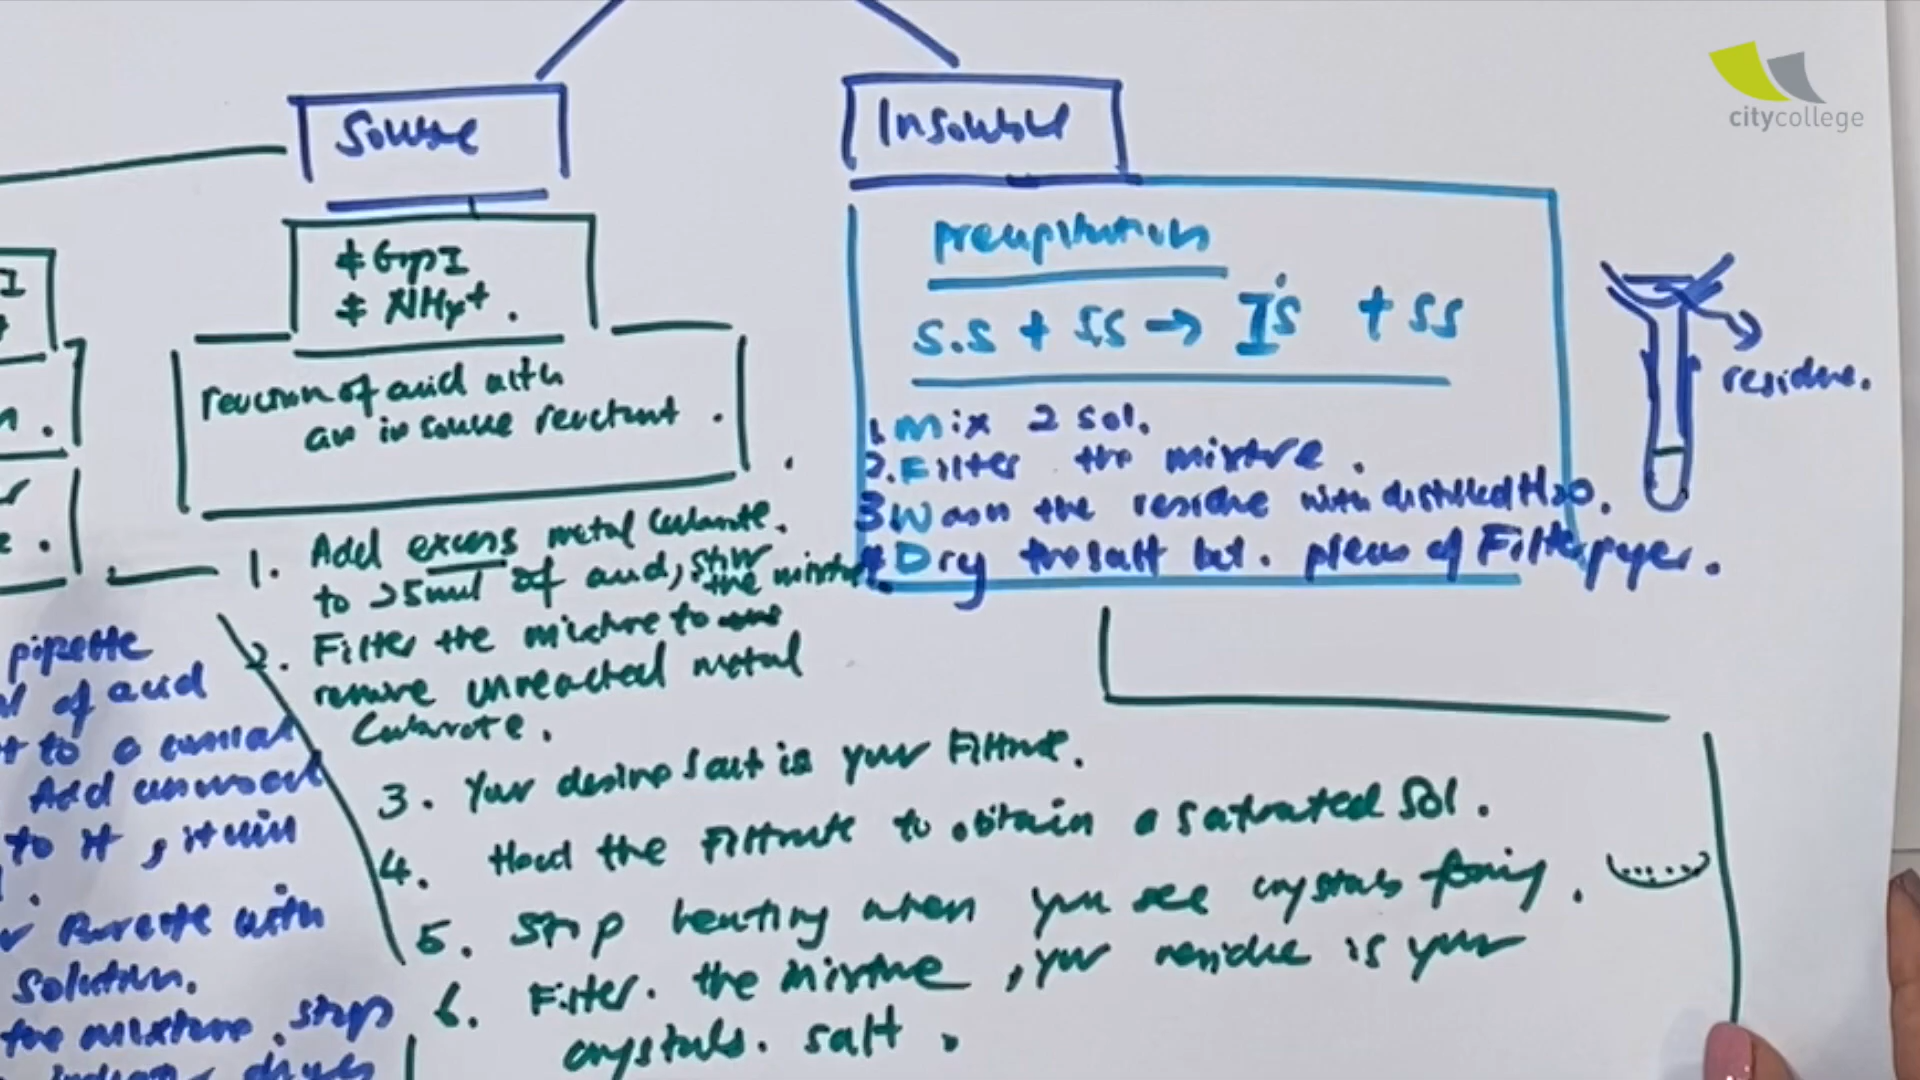 citycollege
Soluble
Insoluble
precipitation
S.S + SS → IS + SS
residue.
1. Mix 2 sol.
2. Filter the mixture.
3 Wash the residue with distilled H2O.
4 Dry the salt bet. pieces of Filter paper.
* Grp I
* NH4+.
reaction of acid with
an insoluble reactant.
1. Add excess metal carbonate.
to 25ml of acid, stir the mixture.
2. Filter the mixture to
remove unreacted metal
Carbonate.
3. Your desired salt is your Filtrate.
4. Heat the Filtrate to obtain a saturated sol.
5. Stop heating when you see crystals forming.
6. Filter. the mixture, your residue is your
crystals. salt.
I
pipette
of acid
to a conical
Add
to it, it will
Burette with
solution.
the mixture. stop